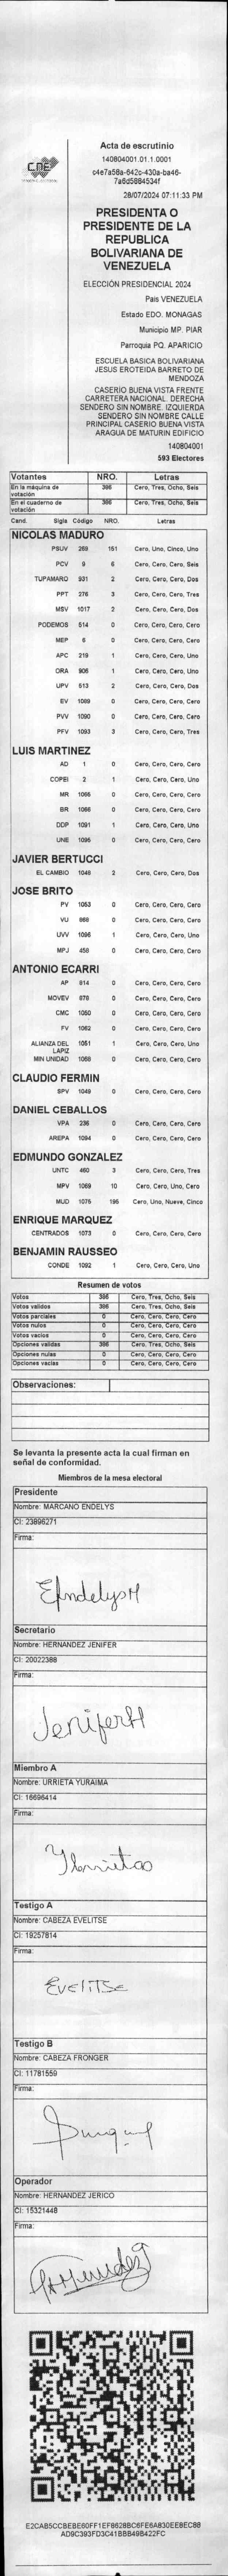 CNE
Acta de escrutinio
140804001.01.1.0001
c4e7a58a-642c-430a-ba46-
7a6d5884534f
28/07/2024 07:11:33 PM
PRESIDENTA O
PRESIDENTE DE LA
REPUBLICA
BOLIVARIANA DE
VENEZUELA
ELECCIÓN PRESIDENCIAL 2024
País VENEZUELA
Estado EDO. MONAGAS
Municipio MP. PIAR
Parroquia PQ. APARICIO
ESCUELA BASICA BOLIVARIANA
JESUS EROTEIDA BARRETO DE
MENDOZA
CASERIO BUENA VISTA FRENTE
CARRETERA NACIONAL. DERECHA
SENDERO SIN NOMBRE. IZQUIERDA
SENDERO SIN NOMBRE CALLE
PRINCIPAL CASERIO BUENA VISTA
ARAGUA DE MATURIN EDIFICIO
140804001
593 Electores
Votantes NRO. Letras
En la máquina de votación 386 Cero, Tres, Ocho, Seis
En el cuaderno de votación 386 Cero, Tres, Ocho, Seis
Cand. Sigla Código NRO. Letras
NICOLAS MADURO
PSUV 269 151 Cero, Uno, Cinco, Uno
PCV 9 6 Cero, Cero, Cero, Seis
TUPAMARO 931 2 Cero, Cero, Cero, Dos
PPT 276 3 Cero, Cero, Cero, Tres
MSV 1017 2 Cero, Cero, Cero, Dos
PODEMOS 514 0 Cero, Cero, Cero, Cero
MEP 6 0 Cero, Cero, Cero, Cero
APC 219 1 Cero, Cero, Cero, Uno
ORA 906 1 Cero, Cero, Cero, Uno
UPV 613 2 Cero, Cero, Cero, Dos
EV 1089 0 Cero, Cero, Cero, Cero
PVV 1090 0 Cero, Cero, Cero, Cero
PFV 1093 3 Cero, Cero, Cero, Tres
LUIS MARTINEZ
AD 1 0 Cero, Cero, Cero, Cero
COPEI 2 1 Cero, Cero, Cero, Uno
MR 1065 0 Cero, Cero, Cero, Cero
BR 1066 0 Cero, Cero, Cero, Cero
DDP 1091 1 Cero, Cero, Cero, Uno
UNE 1095 0 Cero, Cero, Cero, Cero
JAVIER BERTUCCI
EL CAMBIO 1048 2 Cero, Cero, Cero, Dos
JOSE BRITO
PV 1053 0 Cero, Cero, Cero, Cero
VU 868 0 Cero, Cero, Cero, Cero
UVV 1096 1 Cero, Cero, Cero, Uno
MPJ 458 0 Cero, Cero, Cero, Cero
ANTONIO ECARRI
AP 814 0 Cero, Cero, Cero, Cero
MOVEV 878 0 Cero, Cero, Cero, Cero
CMC 1050 0 Cero, Cero, Cero, Cero
FV 1062 0 Cero, Cero, Cero, Cero
ALIANZA DEL LAPIZ 1051 1 Cero, Cero, Cero, Uno
MIN UNIDAD 1068 0 Cero, Cero, Cero, Cero
CLAUDIO FERMIN
SPV 1049 0 Cero, Cero, Cero, Cero
DANIEL CEBALLOS
VPA 236 0 Cero, Cero, Cero, Cero
AREPA 1094 0 Cero, Cero, Cero, Cero
EDMUNDO GONZALEZ
UNTC 460 3 Cero, Cero, Cero, Tres
MPV 1069 10 Cero, Cero, Uno, Cero
MUD 1075 195 Cero, Uno, Nueve, Cinco
ENRIQUE MARQUEZ
CENTRADOS 1073 0 Cero, Cero, Cero, Cero
BENJAMIN RAUSSEO
CONDE 1092 1 Cero, Cero, Cero, Uno
Resumen de votos
Votos 386 Cero, Tres, Ocho, Seis
Votos validos 386 Cero, Tres, Ocho, Seis
Votos parciales 0 Cero, Cero, Cero, Cero
Votos nulos 0 Cero, Cero, Cero, Cero
Votos vacios 0 Cero, Cero, Cero, Cero
Opciones validas 386 Cero, Tres, Ocho, Seis
Opciones nulas 0 Cero, Cero, Cero, Cero
Opciones vacias 0 Cero, Cero, Cero, Cero
Observaciones:
Se levanta la presente acta la cual firman en
señal de conformidad.
Miembros de la mesa electoral
Presidente
Nombre: MARCANO ENDELYS
CI: 23896271
Firma:
EndelysM
Secretario
Nombre: HERNANDEZ JENIFER
CI: 20022388
Firma:
JeniferH
Miembro A
Nombre: URRIETA YURAIMA
CI: 16696414
Firma:
Testigo A
Nombre: CABEZA EVELITSE
CI: 19257814
Firma:
EVELITSE
Testigo B
Nombre: CABEZA FRONGER
CI: 11781559
Firma:
Operador
Nombre: HERNANDEZ JERICO
CI: 15321448
Firma:
E2CAB5CCBEBE60FF1EF8628BC6FE6A830EE8EC88
AD9C393FD3C41BBB49B422FC